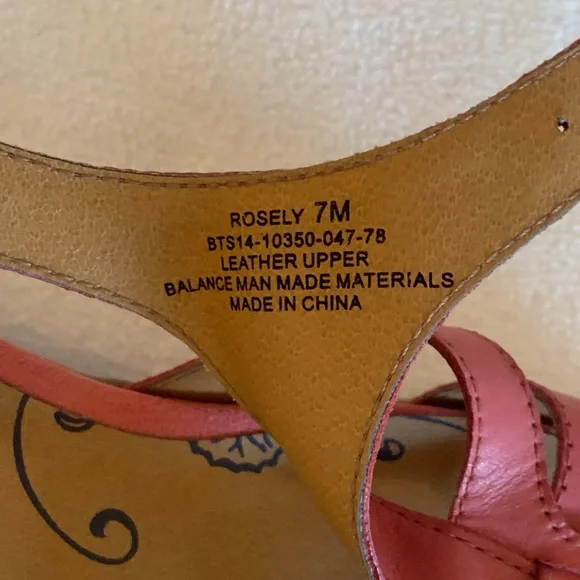 ROSELY 7M
BTS14-10350-047-78
LEATHER UPPER
BALANCE MAN MADE MATERIALS
MADE IN CHINA